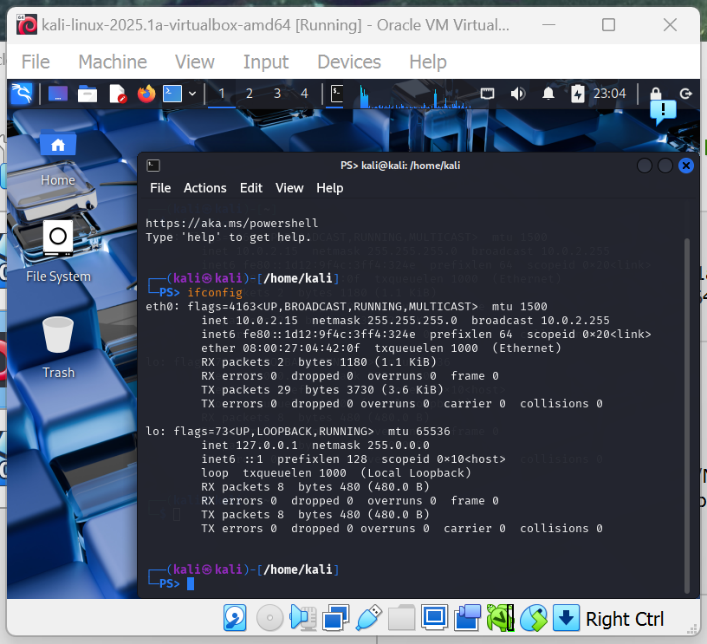 kali-linux-2025.1a-virtualbox-amd64 [Running] - Oracle VM Virtual...
File Machine View Input Devices Help
1 2 3 4 23:04
Home
File System
Trash
PS> kali@kali: /home/kali
File Actions Edit View Help
https://aka.ms/powershell
Type 'help' to get help.
┌──(kali㉿kali)-[/home/kali]
└─PS> ifconfig
eth0: flags=4163<UP,BROADCAST,RUNNING,MULTICAST>  mtu 1500
        inet 10.0.2.15  netmask 255.255.255.0  broadcast 10.0.2.255
        inet6 fe80::1d12:9f4c:3ff4:324e  prefixlen 64  scopeid 0×20<link>
        ether 08:00:27:04:42:0f  txqueuelen 1000  (Ethernet)
        RX packets 2  bytes 1180 (1.1 KiB)
        RX errors 0  dropped 0  overruns 0  frame 0
        TX packets 29  bytes 3730 (3.6 KiB)
        TX errors 0  dropped 0  overruns 0  carrier 0  collisions 0
lo: flags=73<UP,LOOPBACK,RUNNING>  mtu 65536
        inet 127.0.0.1  netmask 255.0.0.0
        inet6 ::1  prefixlen 128  scopeid 0×10<host>
        loop  txqueuelen 1000  (Local Loopback)
        RX packets 8  bytes 480 (480.0 B)
        RX errors 0  dropped 0  overruns 0  frame 0
        TX packets 8  bytes 480 (480.0 B)
        TX errors 0  dropped 0 overruns 0  carrier 0  collisions 0
┌──(kali㉿kali)-[/home/kali]
└─PS>
Right Ctrl